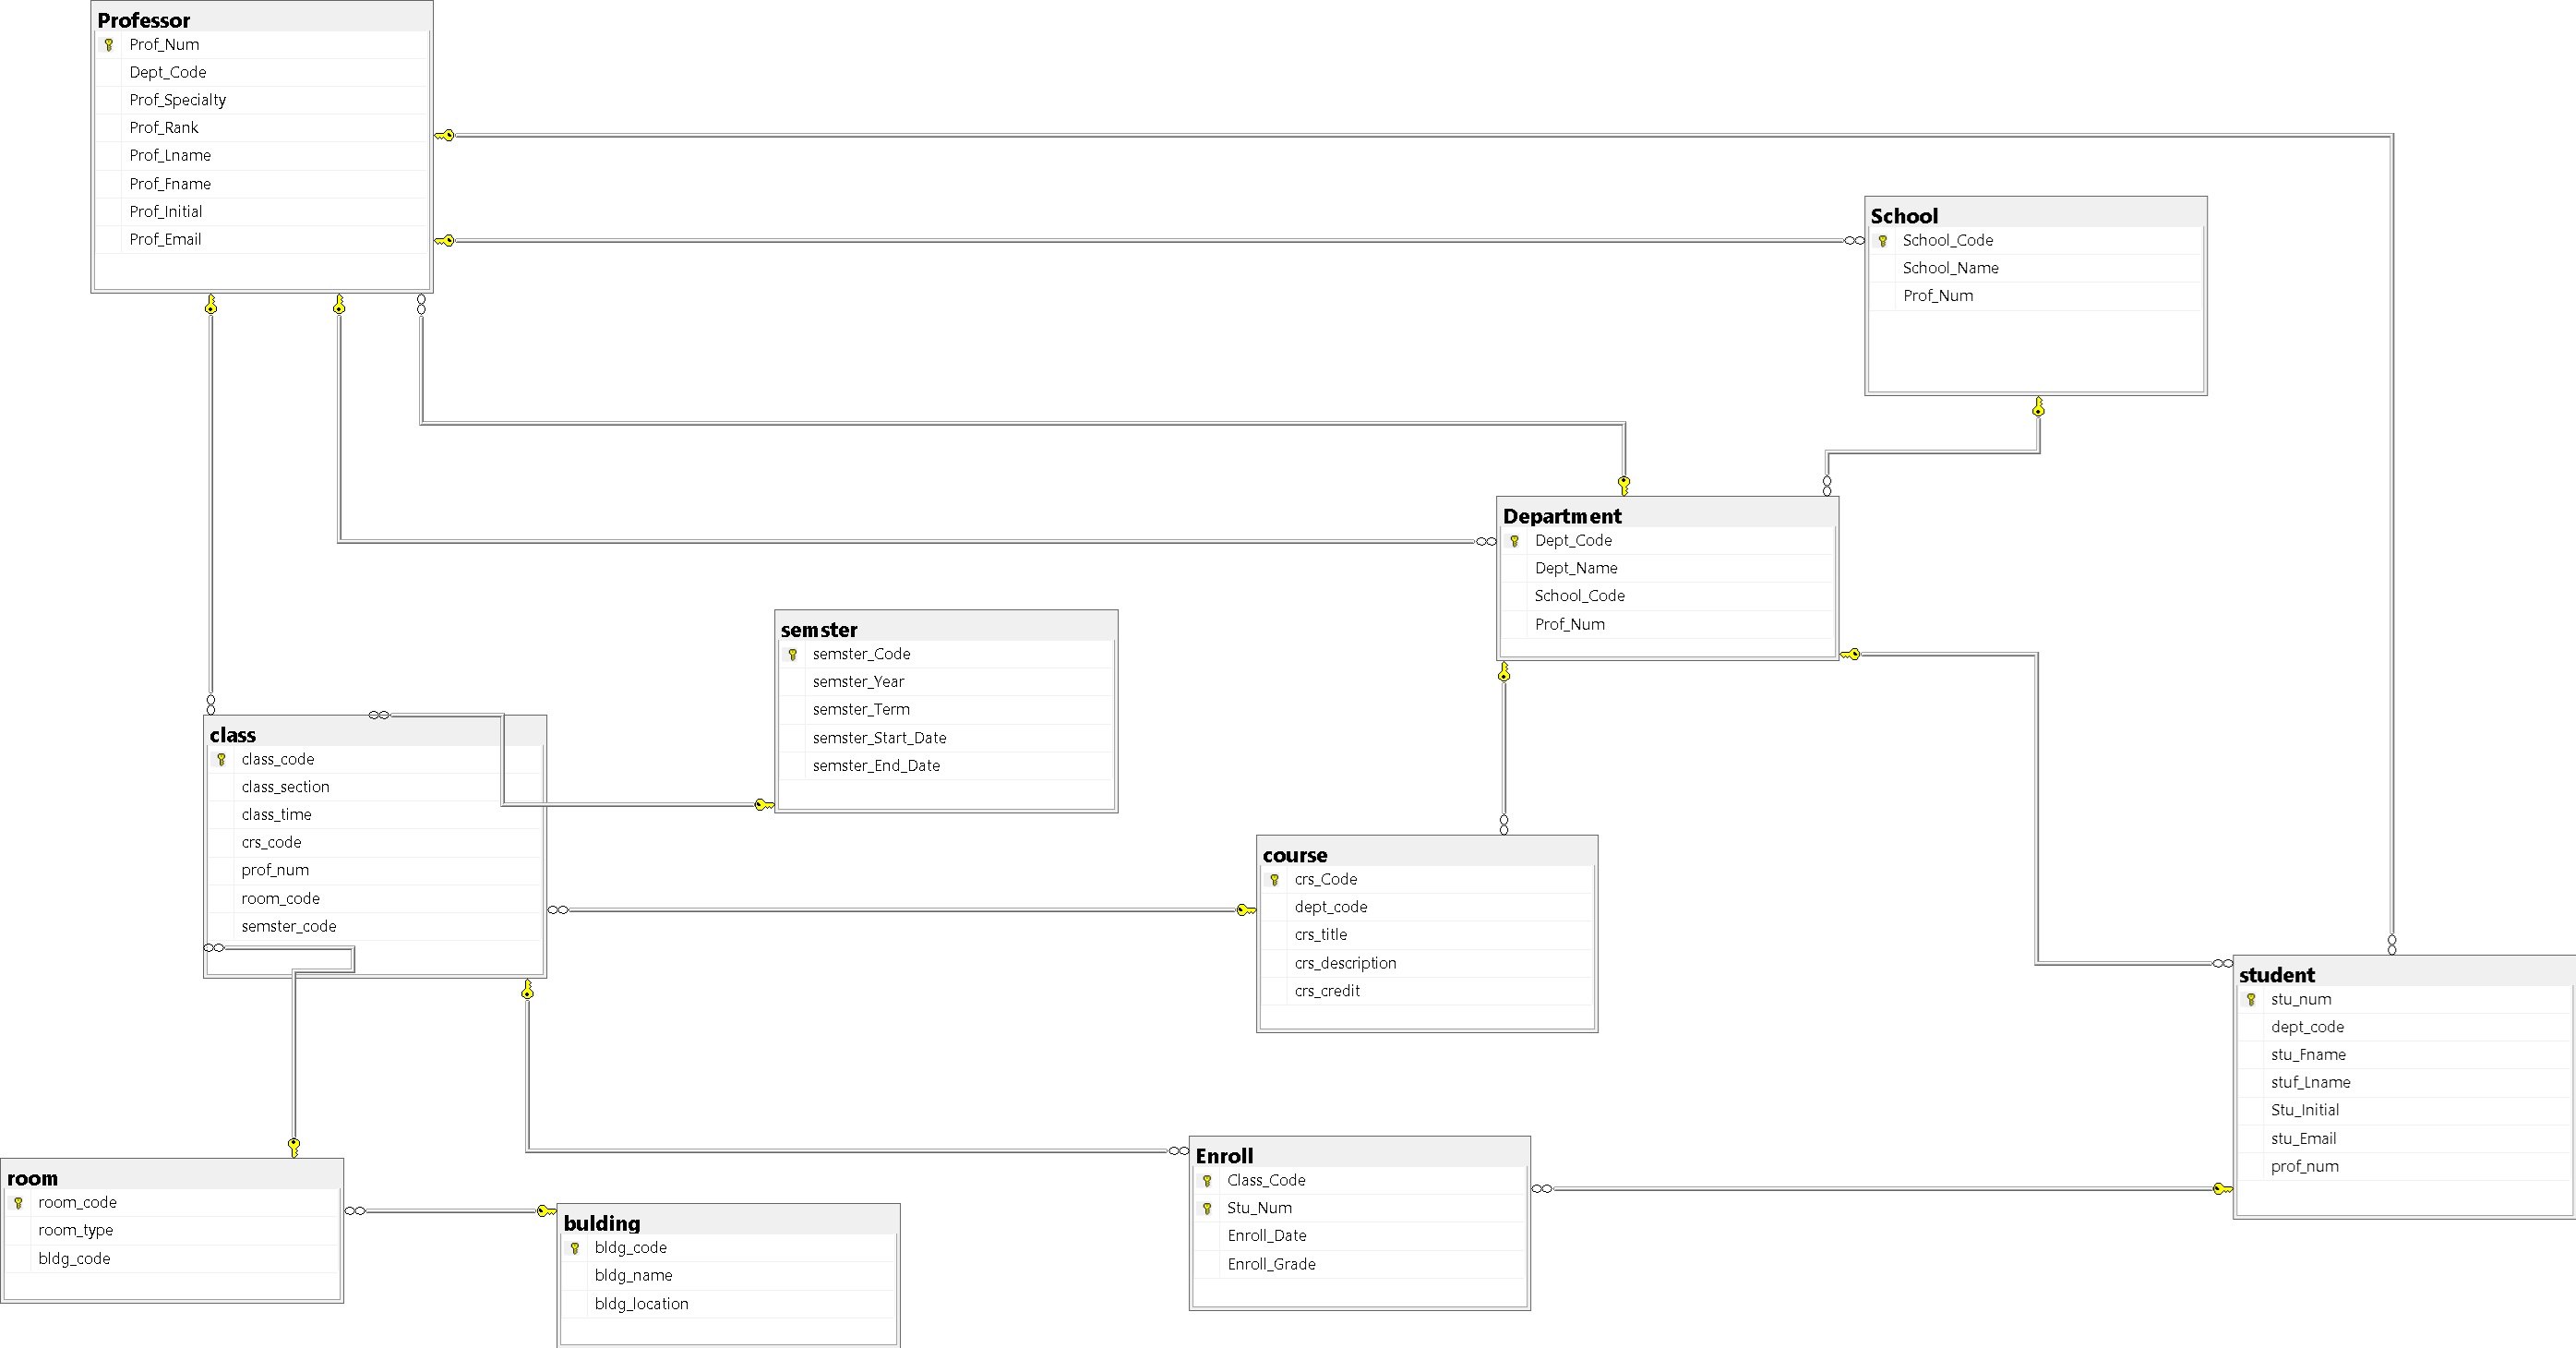 Professor
Prof_Num
Dept_Code
Prof_Specialty
Prof_Rank
Prof_Lname
Prof_Fname
Prof_Initial
Prof_Email
School
School_Code
School_Name
Prof_Num
Department
Dept_Code
Dept_Name
School_Code
Prof_Num
semster
semster_Code
semster_Year
semster_Term
semster_Start_Date
semster_End_Date
class
class_code
class_section
class_time
crs_code
prof_num
room_code
semster_code
course
crs_Code
dept_code
crs_title
crs_description
crs_credit
student
stu_num
dept_code
stu_Fname
stuf_Lname
Stu_Initial
stu_Email
prof_num
Enroll
Class_Code
Stu_Num
Enroll_Date
Enroll_Grade
room
room_code
room_type
bldg_code
bulding
bldg_code
bldg_name
bldg_location